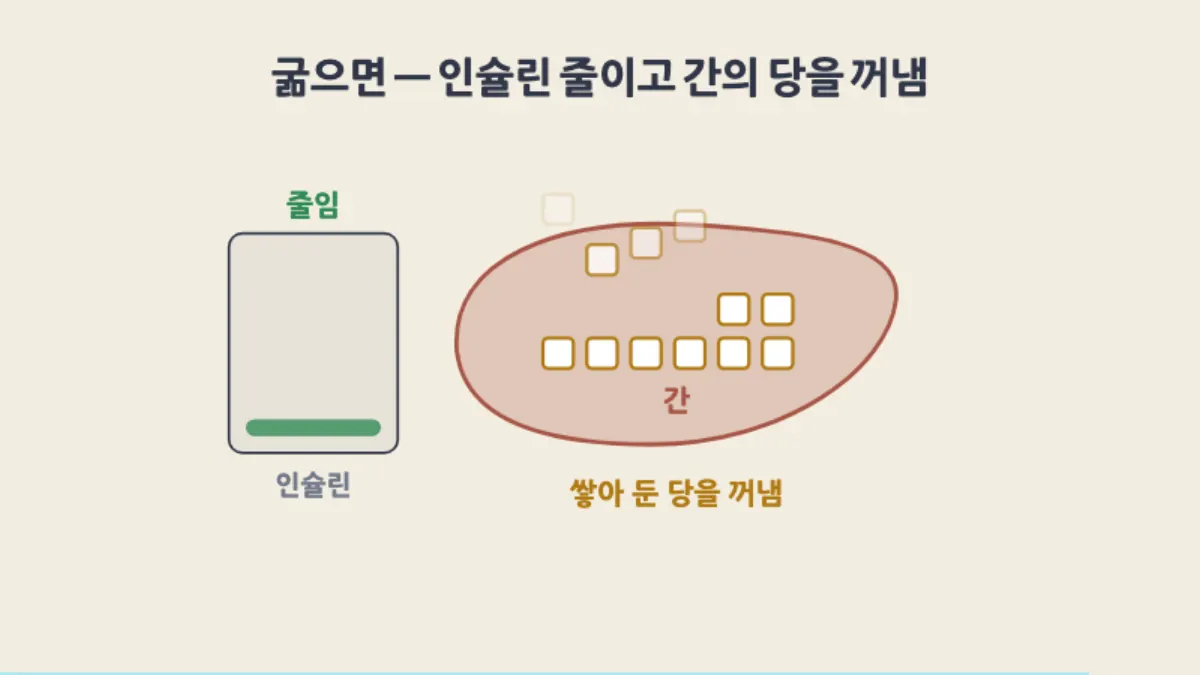 굶으면 — 인슐린 줄이고 간의 당을 꺼냄
줄임
간
인슐린
쌓아 둔 당을 꺼냄